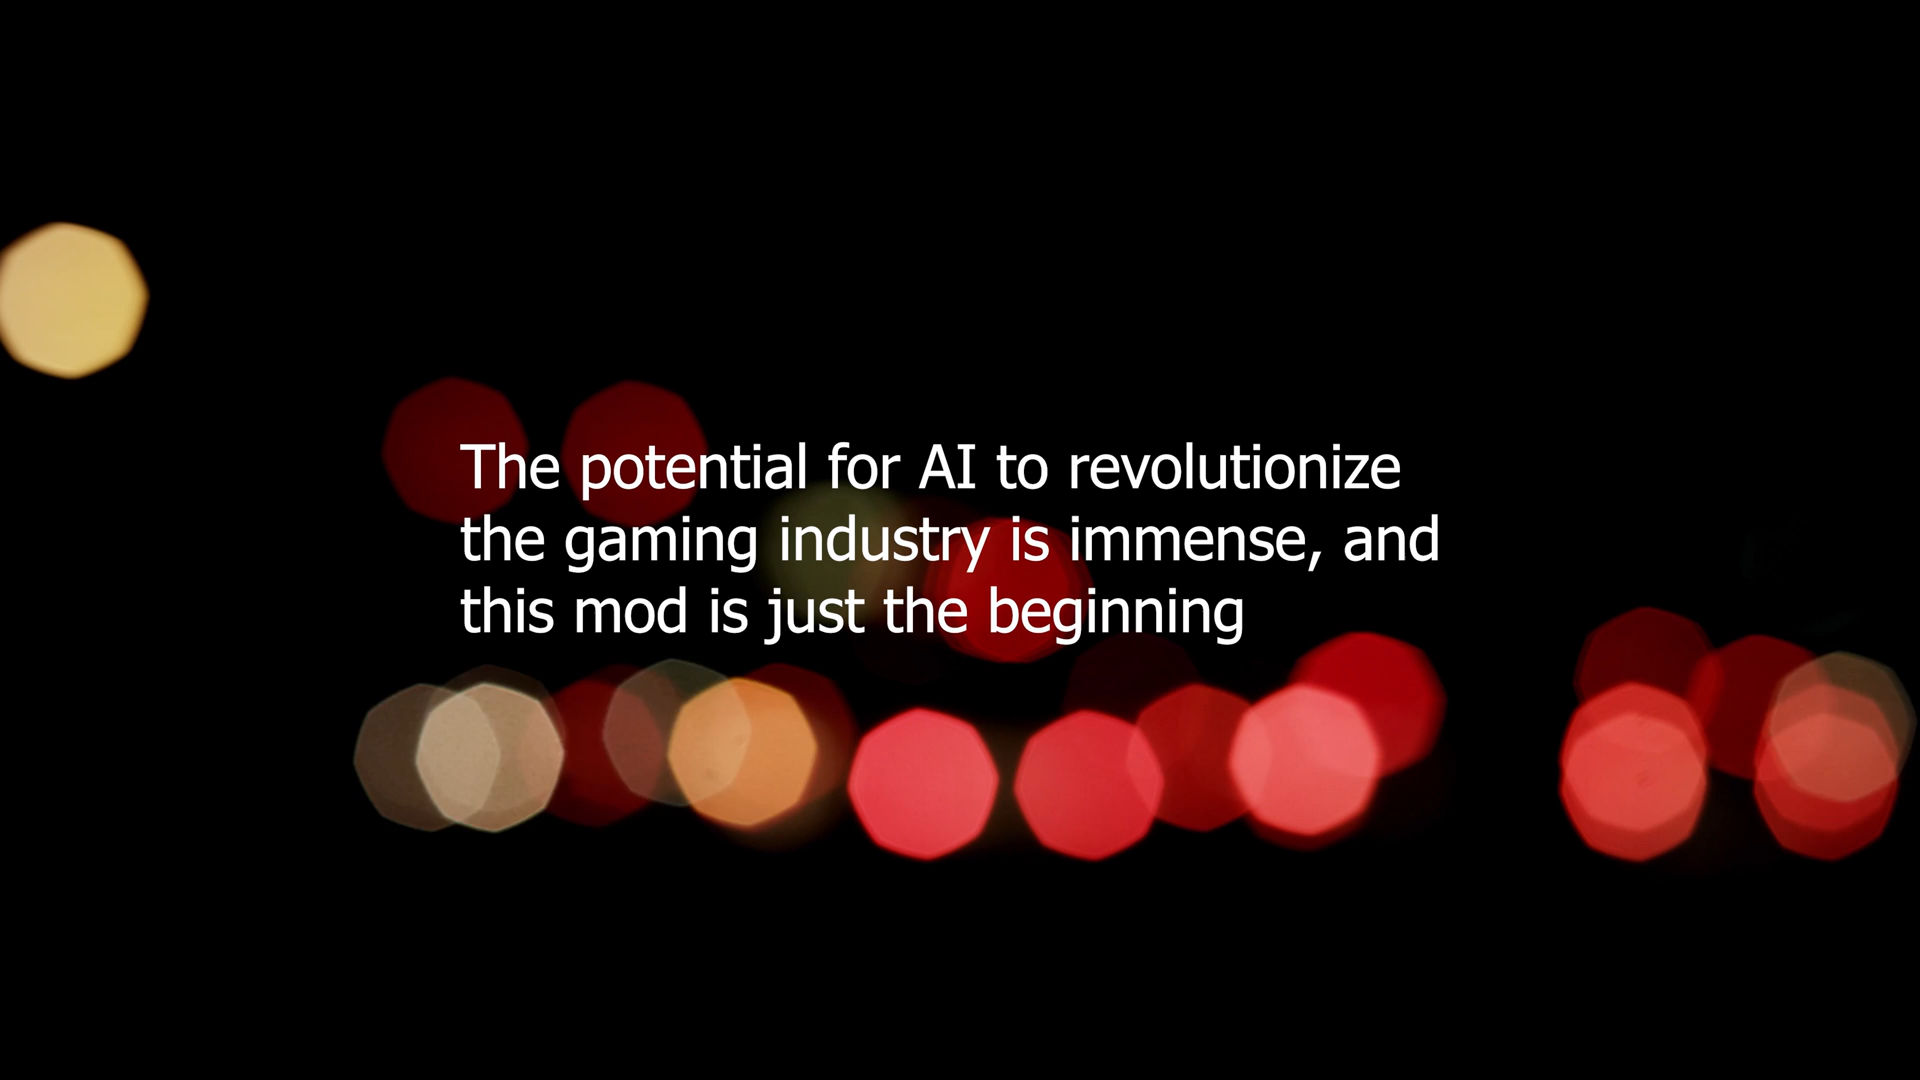 The potential for AI to revolutionize
the gaming industry is immense, and
this mod is just the beginning